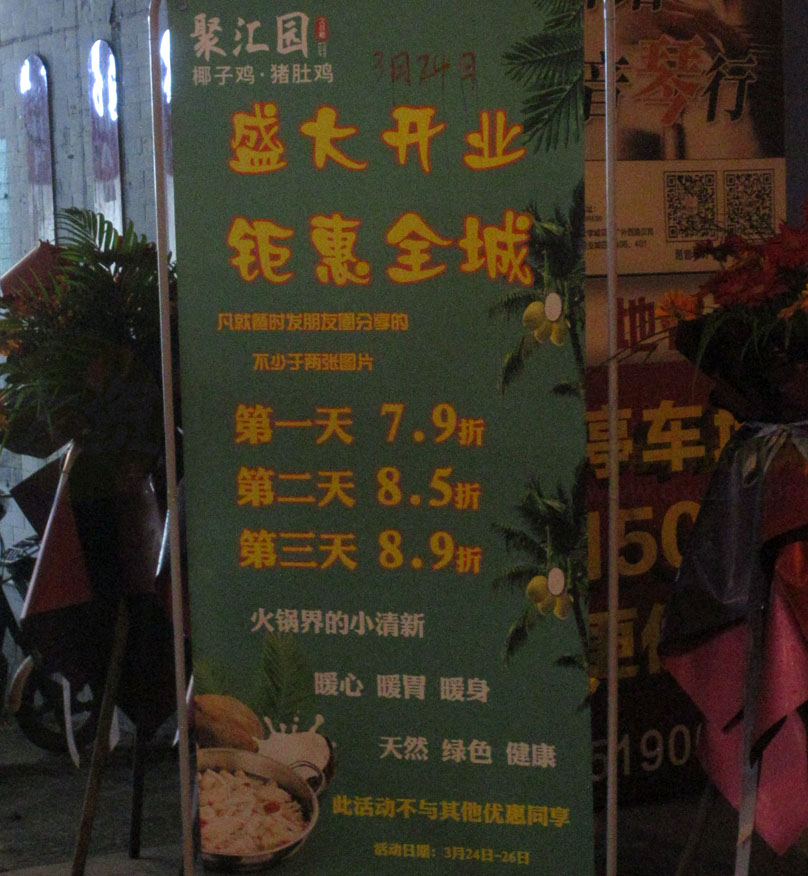 聚汇园
椰子鸡·猪肚鸡
3月24号
盛大开业
钜惠全城
凡就餐时发朋友圈分享的
不少于两张图片
第一天 7.9折
第二天 8.5折
第三天 8.9折
火锅界的小清新
暖心 暖胃 暖身
天然 绿色 健康
此活动不与其他优惠同享
活动日期：3月24日-26日
音琴行
地
停车场
150
5190